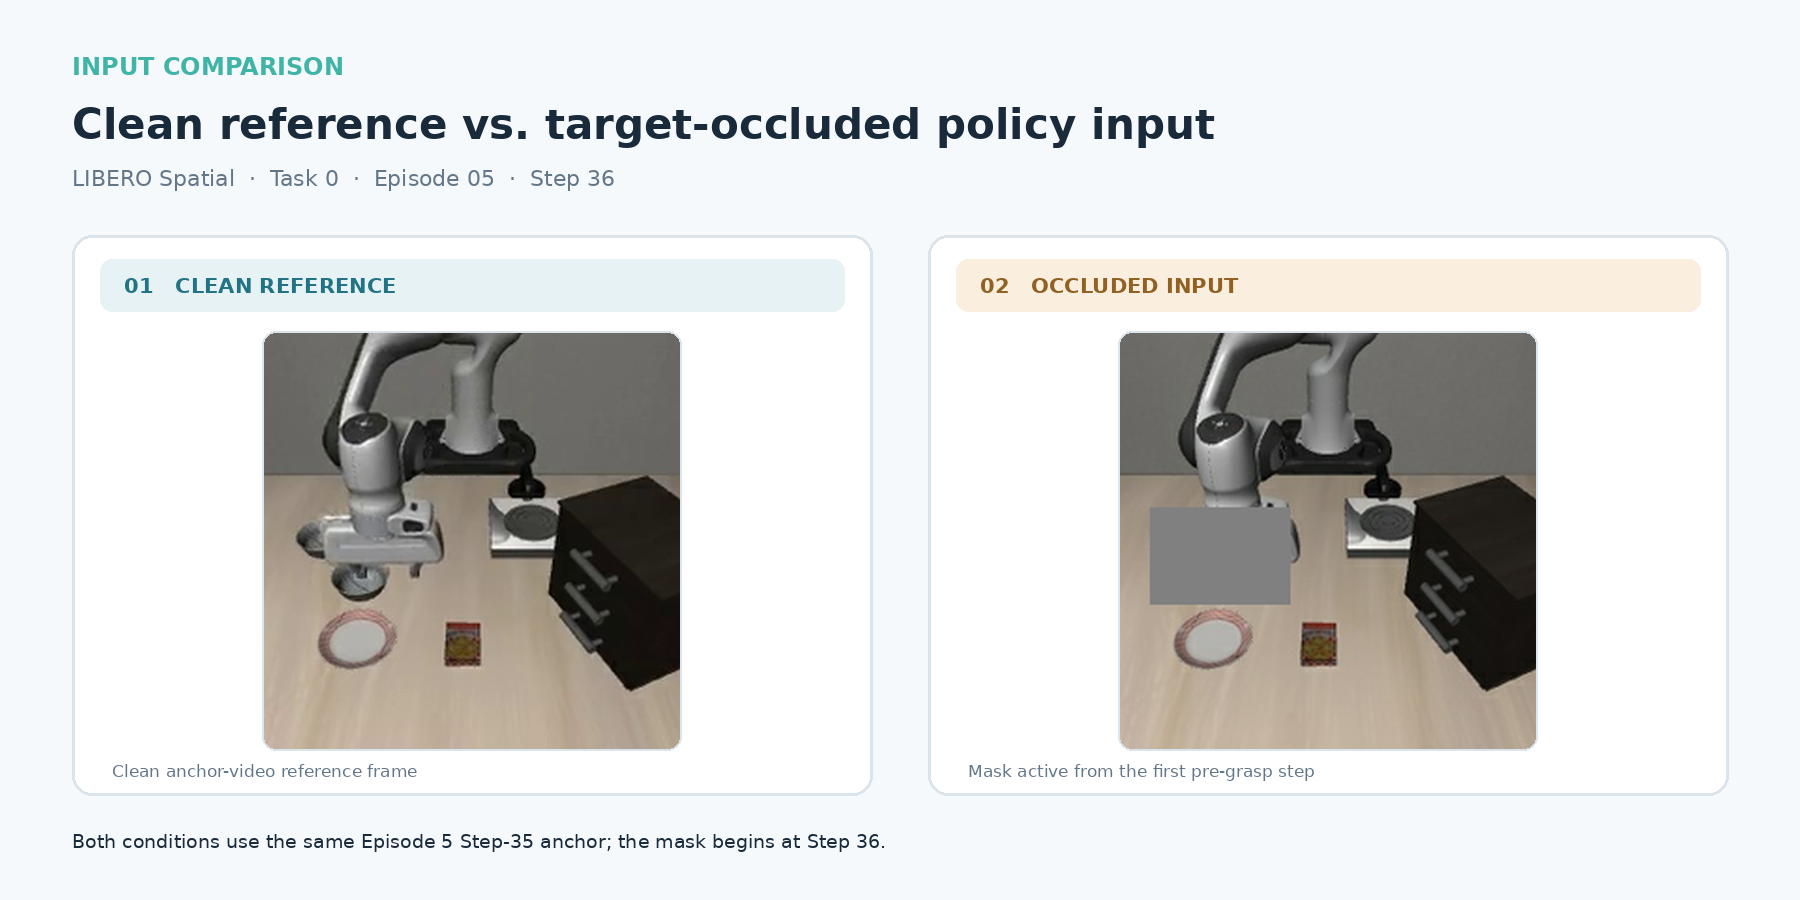 INPUT COMPARISON
Clean reference vs. target-occluded policy input
LIBERO Spatial · Task 0 · Episode 05 · Step 36
01 CLEAN REFERENCE
Clean anchor-video reference frame
02 OCCLUDED INPUT
Mask active from the first pre-grasp step
Both conditions use the same Episode 5 Step-35 anchor; the mask begins at Step 36.